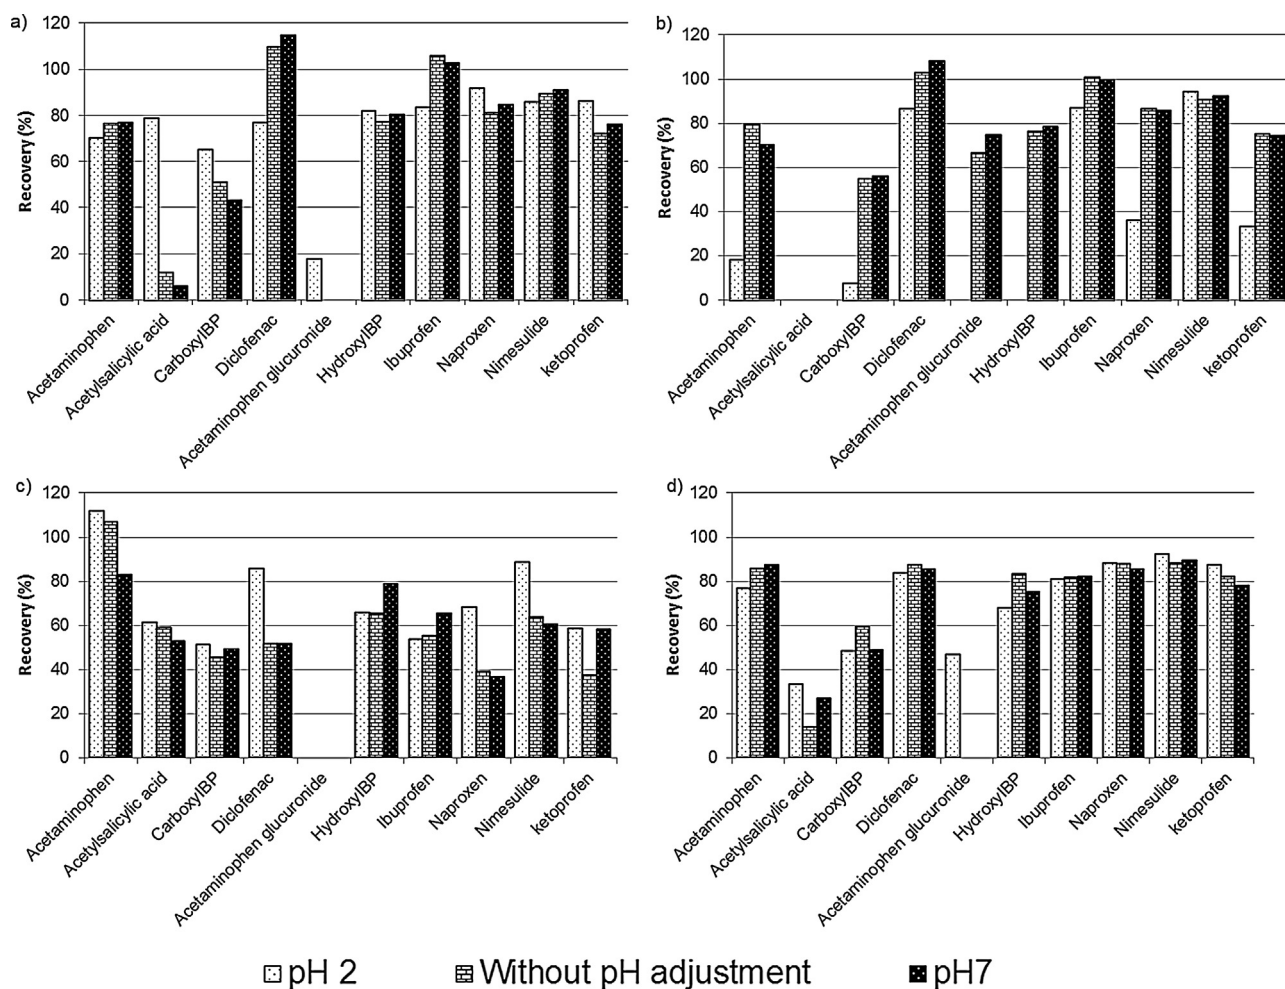 a)
120
100
80
60
40
20
0
Recovery (%)
Acetaminophen
Acetylsalicylic acid
CarboxyIBP
Diclofenac
Acetaminophen glucuronide
HydroxyIBP
Ibuprofen
Naproxen
Nimesulide
ketoprofen
b)
120
100
80
60
40
20
0
Recovery (%)
Acetaminophen
Acetylsalicylic acid
CarboxyIBP
Diclofenac
Acetaminophen glucuronide
HydroxyIBP
Ibuprofen
Naproxen
Nimesulide
ketoprofen
c)
120
100
80
60
40
20
0
Recovery (%)
Acetaminophen
Acetylsalicylic acid
CarboxyIBP
Diclofenac
Acetaminophen glucuronide
HydroxyIBP
Ibuprofen
Naproxen
Nimesulide
ketoprofen
d)
120
100
80
60
40
20
0
Recovery (%)
Acetaminophen
Acetylsalicylic acid
CarboxyIBP
Diclofenac
Acetaminophen glucuronide
HydroxyIBP
Ibuprofen
Naproxen
Nimesulide
ketoprofen
pH 2
Without pH adjustment
pH7